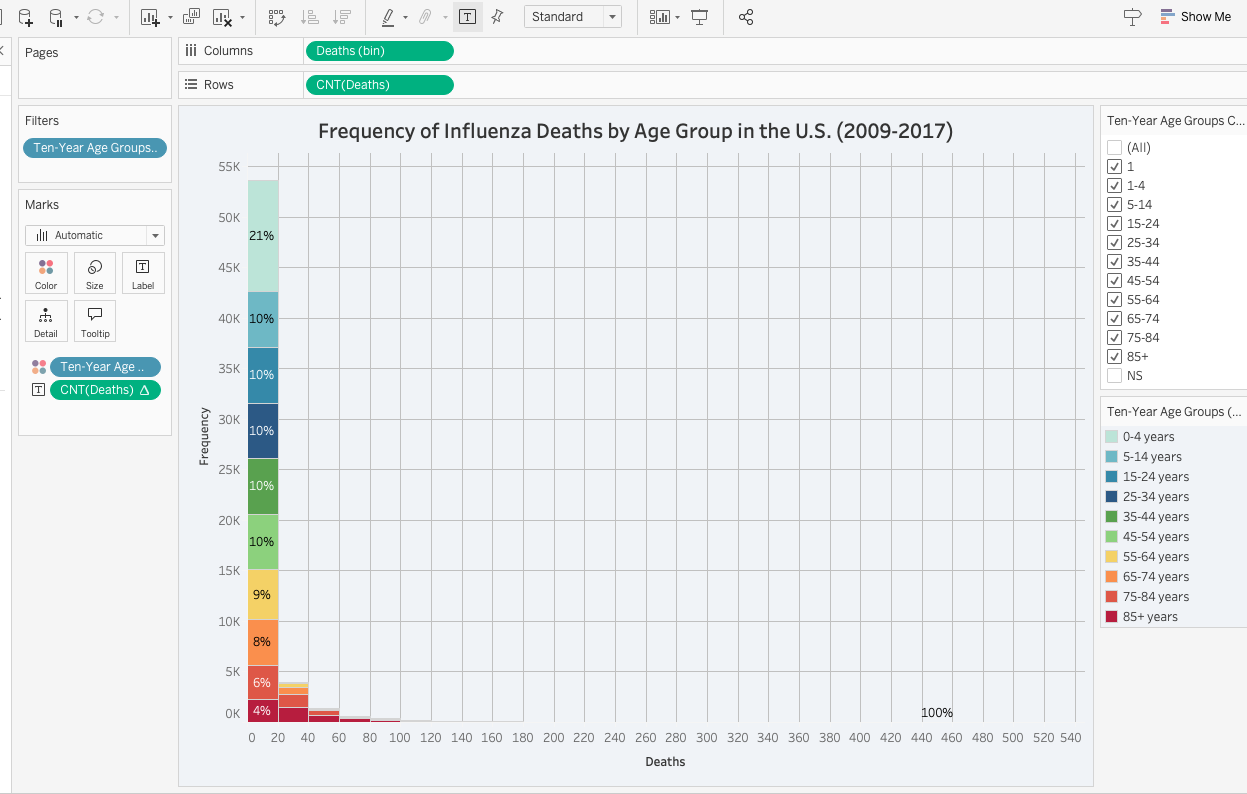 Standard
Show Me
Pages
Columns
Deaths (bin)
Rows
CNT(Deaths)
Filters
Ten-Year Age Groups..
Marks
Automatic
Color
Size
T
Label
Detail
Tooltip
Ten-Year Age ..
T
CNT(Deaths) Δ
Frequency of Influenza Deaths by Age Group in the U.S. (2009-2017)
Frequency
55K
50K
45K
40K
35K
30K
25K
20K
15K
10K
5K
0K
21%
10%
10%
10%
10%
10%
9%
8%
6%
4%
100%
0 20 40 60 80 100 120 140 160 180 200 220 240 260 280 300 320 340 360 380 400 420 440 460 480 500 520 540
Deaths
Ten-Year Age Groups C...
(All)
1
1-4
5-14
15-24
25-34
35-44
45-54
55-64
65-74
75-84
85+
NS
Ten-Year Age Groups (...
0-4 years
5-14 years
15-24 years
25-34 years
35-44 years
45-54 years
55-64 years
65-74 years
75-84 years
85+ years